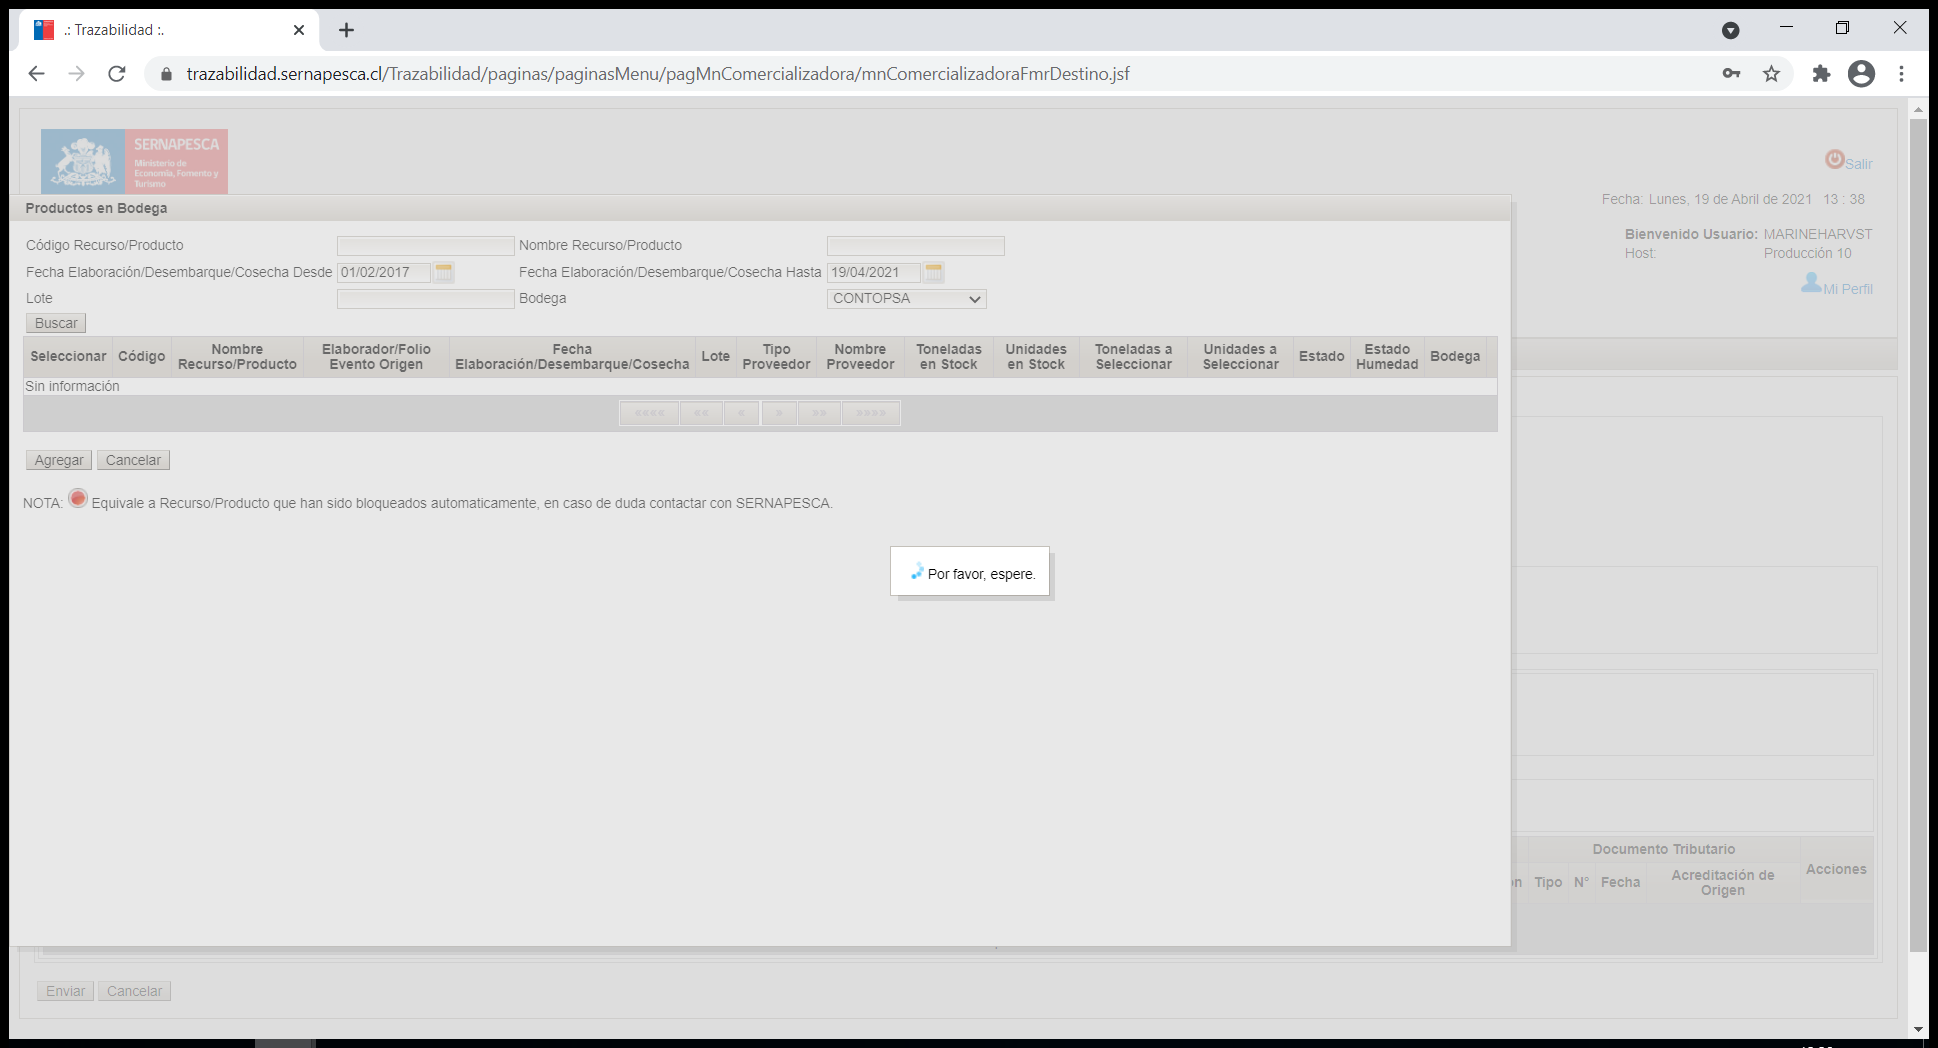 .: Trazabilidad :.
trazabilidad.sernapesca.cl/Trazabilidad/paginas/paginasMenu/pagMnComercializadora/mnComercializadoraFmrDestino.jsf
SERNAPESCA
Ministerio de
Economía, Fomento y
Turismo
Salir
Fecha: Lunes, 19 de Abril de 2021 13 : 38
Bienvenido Usuario: MARINEHARVST
Host: Producción 10
Mi Perfil
Productos en Bodega
Código Recurso/Producto Nombre Recurso/Producto
Fecha Elaboración/Desembarque/Cosecha Desde 01/02/2017 Fecha Elaboración/Desembarque/Cosecha Hasta 19/04/2021
Lote Bodega CONTOPSA
Buscar
Seleccionar Código Nombre Recurso/Producto Elaborador/Folio Evento Origen Fecha Elaboración/Desembarque/Cosecha Lote Tipo Proveedor Nombre Proveedor Toneladas en Stock Unidades en Stock Toneladas a Seleccionar Unidades a Seleccionar Estado Estado Humedad Bodega
Sin información
«««« «« « » »» »»»»
Agregar Cancelar
NOTA: Equivale a Recurso/Producto que han sido bloqueados automaticamente, en caso de duda contactar con SERNAPESCA.
Por favor, espere.
Documento Tributario
Acciones
Tipo N° Fecha Acreditación de Origen
Enviar Cancelar